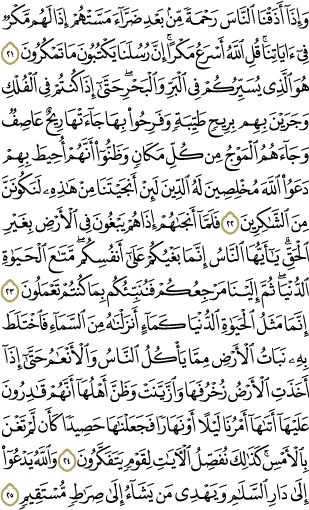 وَإِذَآ أَذَقْنَا ٱلنَّاسَ رَحْمَةً مِّنۢ بَعْدِ ضَرَّآءَ مَسَّتْهُمْ إِذَا لَهُم مَّكْرٌ
فِىٓ ءَايَاتِنَا ۚ قُلِ ٱللَّهُ أَسْرَعُ مَكْرًا ۚ إِنَّ رُسُلَنَا يَكْتُبُونَ مَا تَمْكُرُونَ ٢١
هُوَ ٱلَّذِى يُسَيِّرُكُمْ فِى ٱلْبَرِّ وَٱلْبَحْرِ ۖ حَتَّىٰٓ إِذَا كُنتُمْ فِى ٱلْفُلْكِ
وَجَرَيْنَ بِهِم بِرِيحٍ طَيِّبَةٍ وَفَرِحُوا۟ بِهَا جَآءَتْهَا رِيحٌ عَاصِفٌ
وَجَآءَهُمُ ٱلْمَوْجُ مِن كُلِّ مَكَانٍ وَظَنُّوٓا۟ أَنَّهُمْ أُحِيطَ بِهِمْ ۙ
دَعَوُا۟ ٱللَّهَ مُخْلِصِينَ لَهُ ٱلدِّينَ لَئِنْ أَنجَيْتَنَا مِنْ هَـٰذِهِۦ لَنَكُونَنَّ
مِنَ ٱلشَّـٰكِرِينَ ٢٢ فَلَمَّآ أَنجَىٰهُمْ إِذَا هُمْ يَبْغُونَ فِى ٱلْأَرْضِ بِغَيْرِ
ٱلْحَقِّ ۗ يَـٰٓأَيُّهَا ٱلنَّاسُ إِنَّمَا بَغْيُكُمْ عَلَىٰٓ أَنفُسِكُم ۖ مَّتَـٰعَ ٱلْحَيَوٰةِ
ٱلدُّنْيَا ۖ ثُمَّ إِلَيْنَا مَرْجِعُكُمْ فَنُنَبِّئُكُم بِمَا كُنتُمْ تَعْمَلُونَ ٢٣
إِنَّمَا مَثَلُ ٱلْحَيَوٰةِ ٱلدُّنْيَا كَمَآءٍ أَنزَلْنَـٰهُ مِنَ ٱلسَّمَآءِ فَٱخْتَلَطَ
بِهِۦ نَبَاتُ ٱلْأَرْضِ مِمَّا يَأْكُلُ ٱلنَّاسُ وَٱلْأَنْعَـٰمُ حَتَّىٰٓ إِذَآ
أَخَذَتِ ٱلْأَرْضُ زُخْرُفَهَا وَٱزَّيَّنَتْ وَظَنَّ أَهْلُهَآ أَنَّهُمْ قَـٰدِرُونَ
عَلَيْهَآ أَتَىٰهَآ أَمْرُنَا لَيْلًا أَوْ نَهَارًا فَجَعَلْنَـٰهَا حَصِيدًا كَأَن لَّمْ تَغْنَ
بِٱلْأَمْسِ ۚ كَذَٰلِكَ نُفَصِّلُ ٱلْـَٔايَـٰتِ لِقَوْمٍ يَتَفَكَّرُونَ ٢٤ وَٱللَّهُ يَدْعُوٓا۟
إِلَىٰ دَارِ ٱلسَّلَـٰمِ وَيَهْدِى مَن يَشَآءُ إِلَىٰ صِرَٰطٍ مُّسْتَقِيمٍ ٢٥